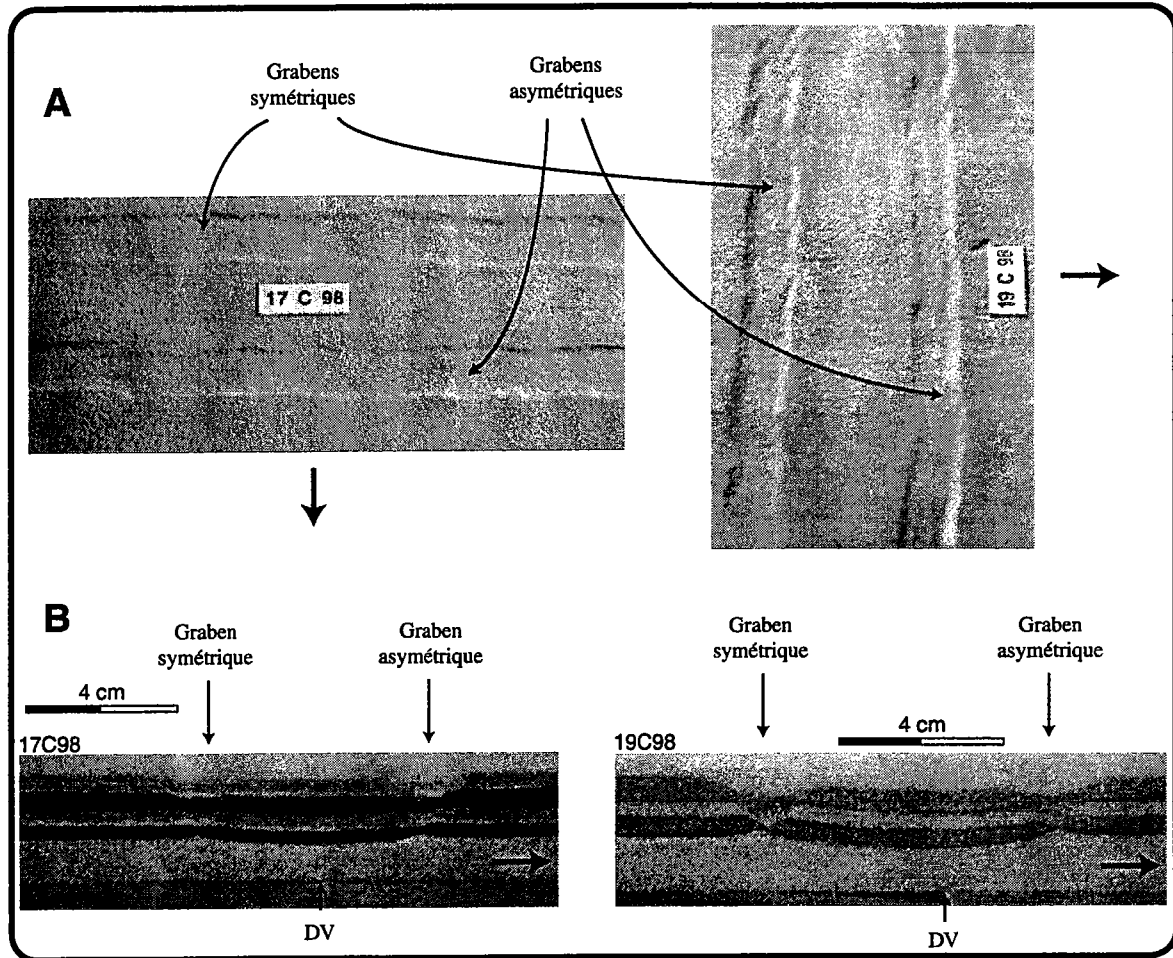 A
Grabens
symétriques
Grabens
asymétriques
17 C 98
19 C 98
B
Graben
symétrique
Graben
asymétrique
4 cm
17C98
DV
Graben
symétrique
Graben
asymétrique
4 cm
19C98
DV